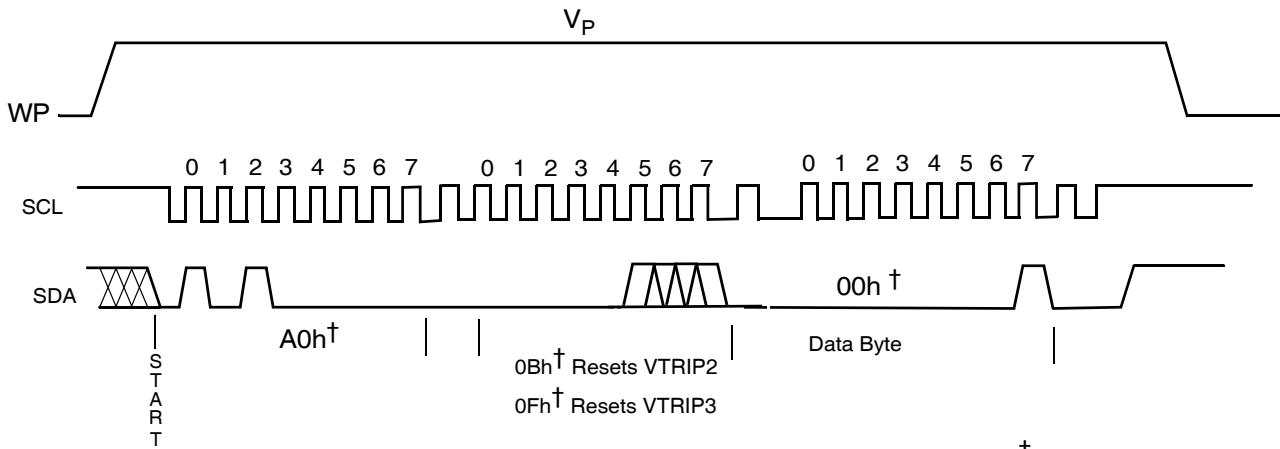 VP
WP
0 1 2 3 4 5 6 7 0 1 2 3 4 5 6 7 0 1 2 3 4 5 6 7
SCL
SDA
00h †
A0h†
Data Byte
0Bh† Resets VTRIP2
0Fh† Resets VTRIP3
START